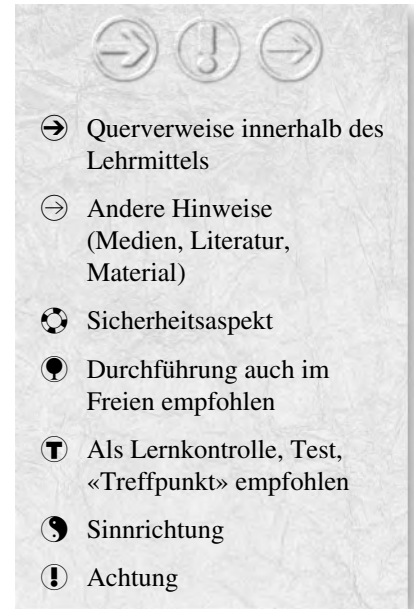 Querverweise innerhalb des
Lehrmittels
Andere Hinweise
(Medien, Literatur,
Material)
Sicherheitsaspekt
Durchführung auch im
Freien empfohlen
T Als Lernkontrolle, Test,
«Treffpunkt» empfohlen
Sinnrichtung
! Achtung